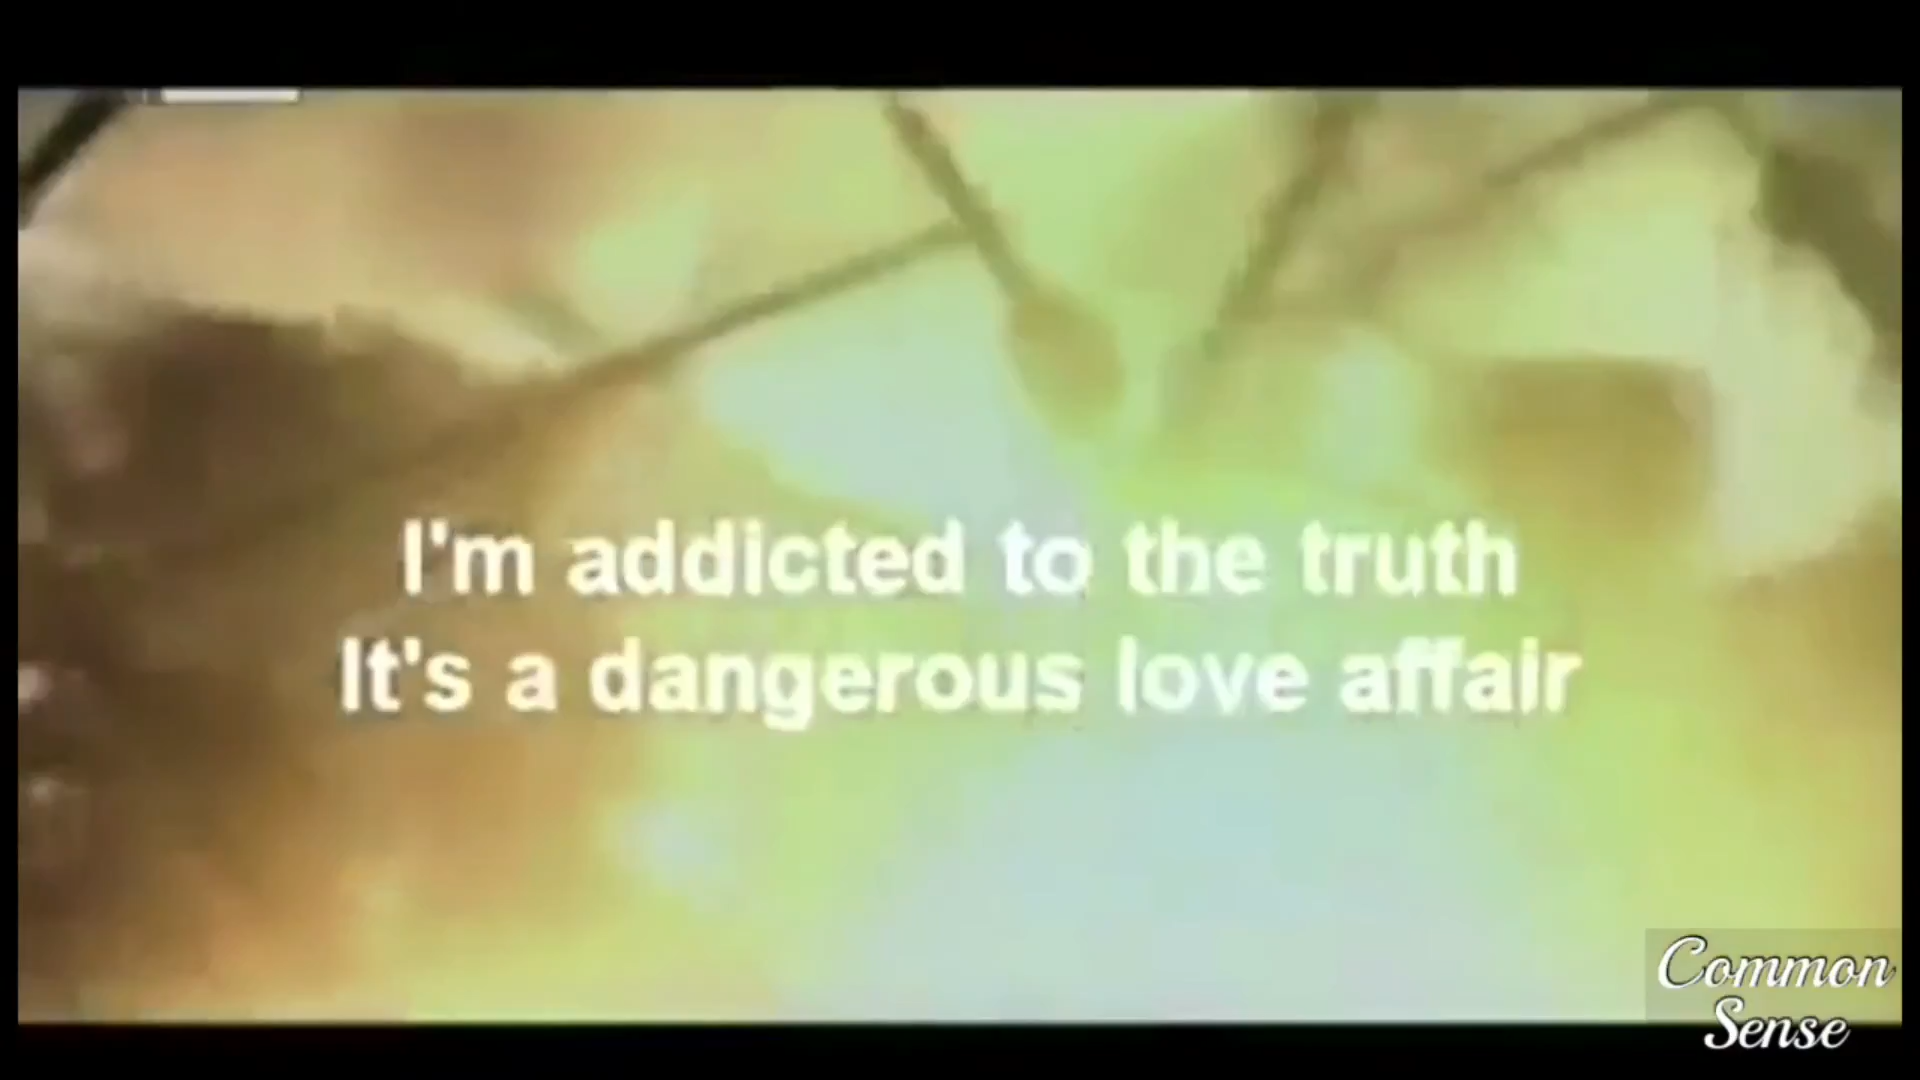 I'm addicted to the truth
It's a dangerous love affair
Common
Sense